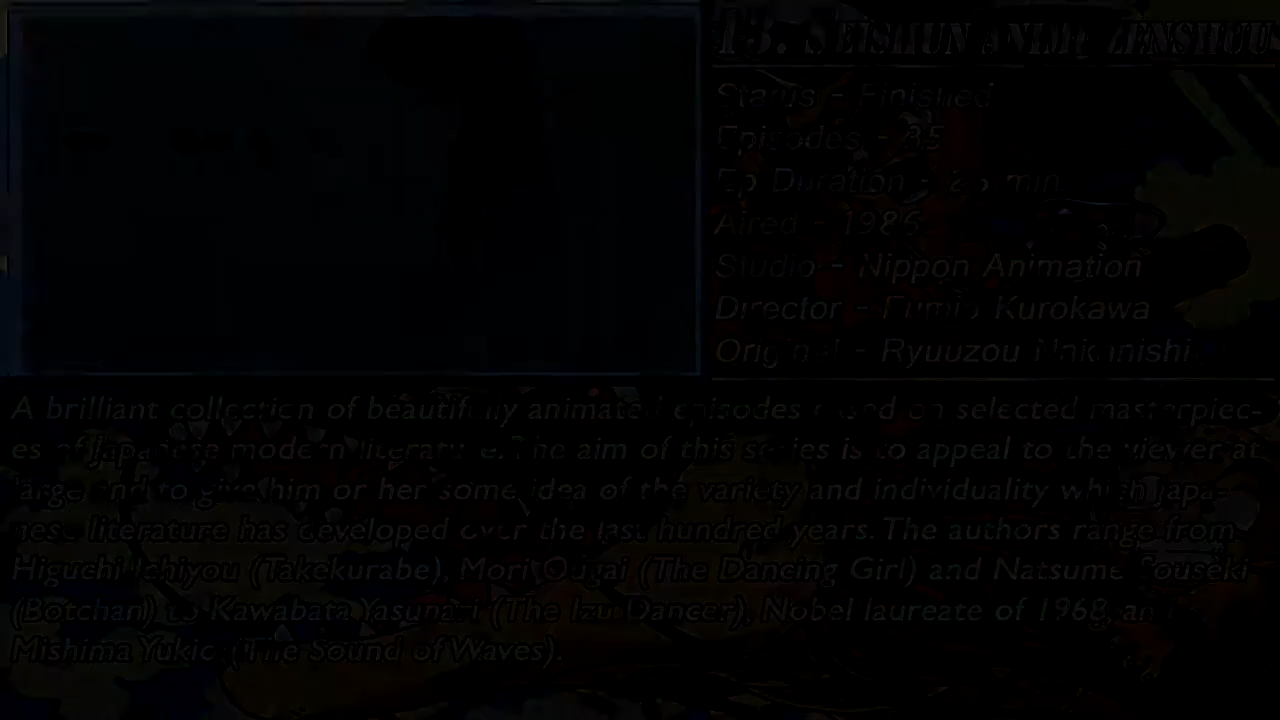 13. SEISHUN ANIME ZENSHUU
Status - Finished
Episodes - 35
Ep Duration - 25 min
Aired - 1986
Studio - Nippon Animation
Director - Fumio Kurokawa
Original - Ryuuzou Nakanishi
A brilliant collection of beautifully animated episodes based on selected masterpiec-
es of Japanese modern literature. The aim of this series is to appeal to the viewer at
large and to give him or her some idea of the variety and individuality which Japa-
nese literature has developed over the last hundred years. The authors range from
Higuchi Ichiyou (Takekurabe), Mori Ougai (The Dancing Girl) and Natsume Souseki
(Botchan) to Kawabata Yasunari (The Izu Dancer), Nobel laureate of 1968, and
Mishima Yukio (The Sound of Waves).